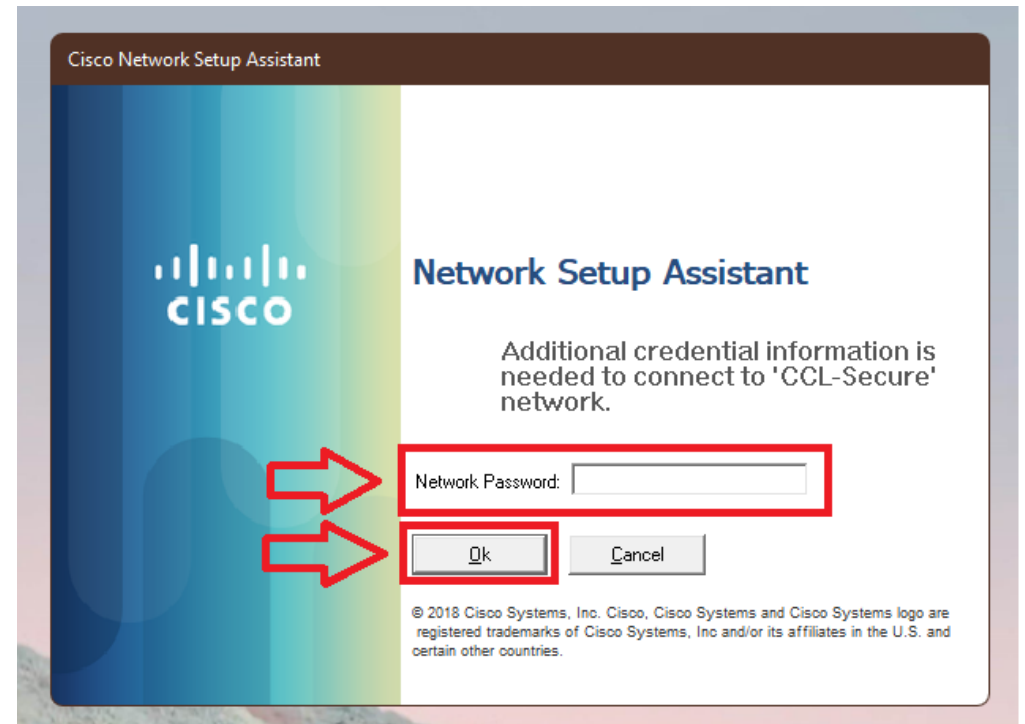 Cisco Network Setup Assistant
CISCO
Network Setup Assistant
Additional credential information is
needed to connect to 'CCL-Secure'
network.
Network Password:
Ok
Cancel
© 2018 Cisco Systems, Inc. Cisco, Cisco Systems and Cisco Systems logo are
registered trademarks of Cisco Systems, Inc and/or its affiliates in the U.S. and
certain other countries.